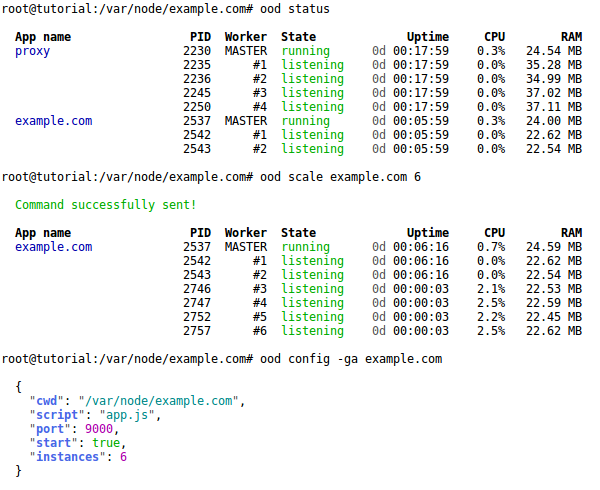 root@tutorial:/var/node/example.com# ood status
App name PID Worker State Uptime CPU RAM
proxy 2230 MASTER running 0d 00:17:59 0.3% 24.54 MB
2235 #1 listening 0d 00:17:59 0.0% 35.28 MB
2236 #2 listening 0d 00:17:59 0.0% 34.99 MB
2245 #3 listening 0d 00:17:59 0.0% 37.02 MB
2250 #4 listening 0d 00:17:59 0.0% 37.11 MB
example.com 2537 MASTER running 0d 00:05:59 0.3% 24.00 MB
2542 #1 listening 0d 00:05:59 0.0% 22.62 MB
2543 #2 listening 0d 00:05:59 0.0% 22.54 MB
root@tutorial:/var/node/example.com# ood scale example.com 6
Command successfully sent!
App name PID Worker State Uptime CPU RAM
example.com 2537 MASTER running 0d 00:06:16 0.7% 24.59 MB
2542 #1 listening 0d 00:06:16 0.0% 22.62 MB
2543 #2 listening 0d 00:06:16 0.0% 22.54 MB
2746 #3 listening 0d 00:00:03 2.1% 22.53 MB
2747 #4 listening 0d 00:00:03 2.5% 22.59 MB
2752 #5 listening 0d 00:00:03 2.2% 22.45 MB
2757 #6 listening 0d 00:00:03 2.5% 22.62 MB
root@tutorial:/var/node/example.com# ood config -ga example.com
{
"cwd": "/var/node/example.com",
"script": "app.js",
"port": 9000,
"start": true,
"instances": 6
}